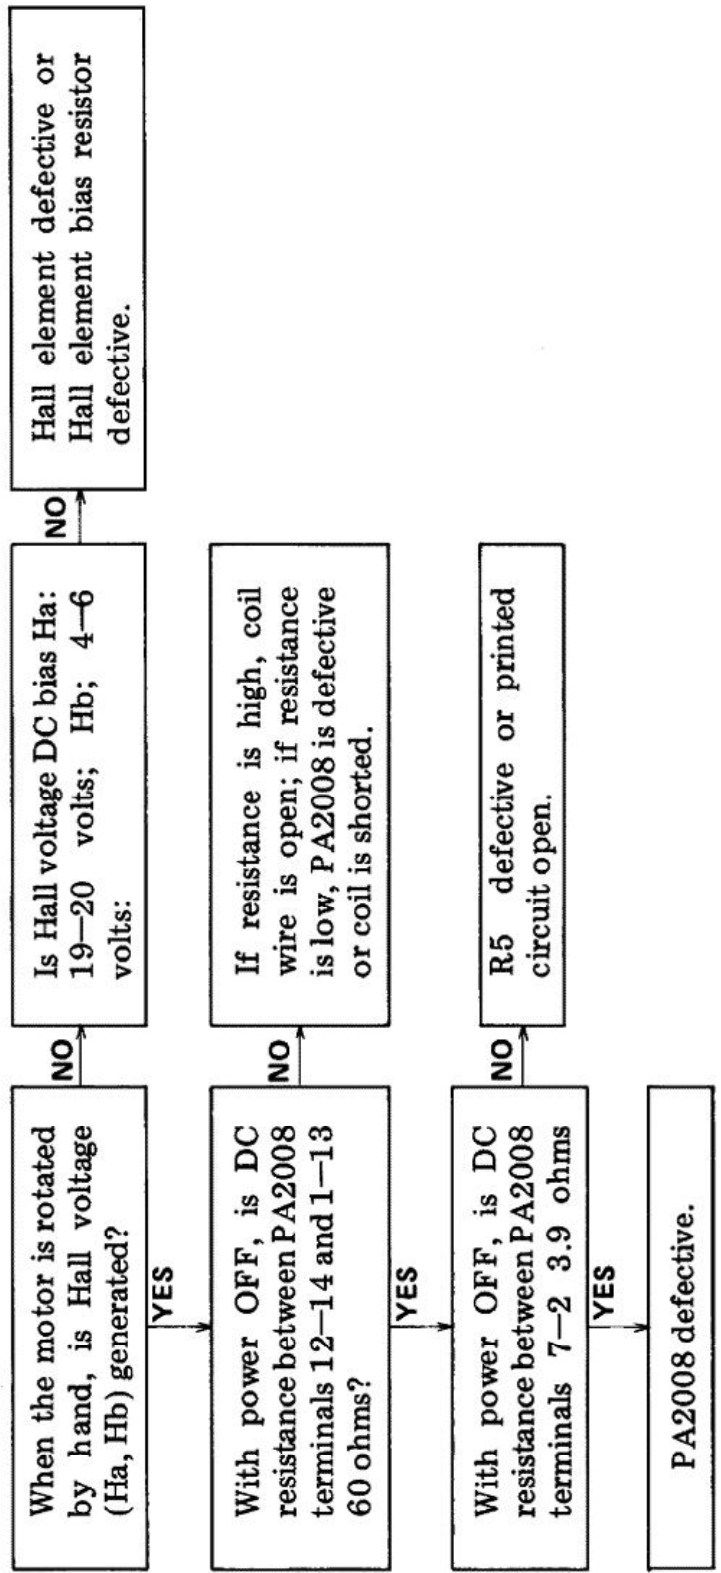 When the motor is rotated
by hand, is Hall voltage
(Ha, Hb) generated?
NO
Is Hall voltage DC bias Ha:
19–20 volts; Hb; 4–6
volts:
NO
Hall element defective or
Hall element bias resistor
defective.
YES
With power OFF, is DC
resistance between PA2008
terminals 12–14 and 1–13
60 ohms?
NO
If resistance is high, coil
wire is open; if resistance
is low, PA2008 is defective
or coil is shorted.
YES
With power OFF, is DC
resistance between PA2008
terminals 7–2 3.9 ohms
NO
R5 defective or printed
circuit open.
YES
PA2008 defective.